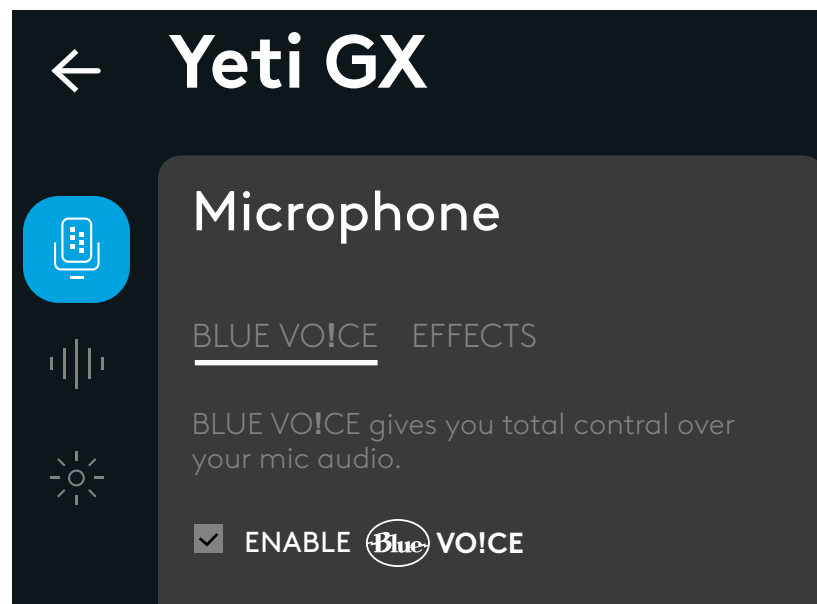 Yeti GX
Microphone
BLUE VO!CE EFFECTS
BLUE VO!CE gives you total contral over
your mic audio.
ENABLE Blue VO!CE